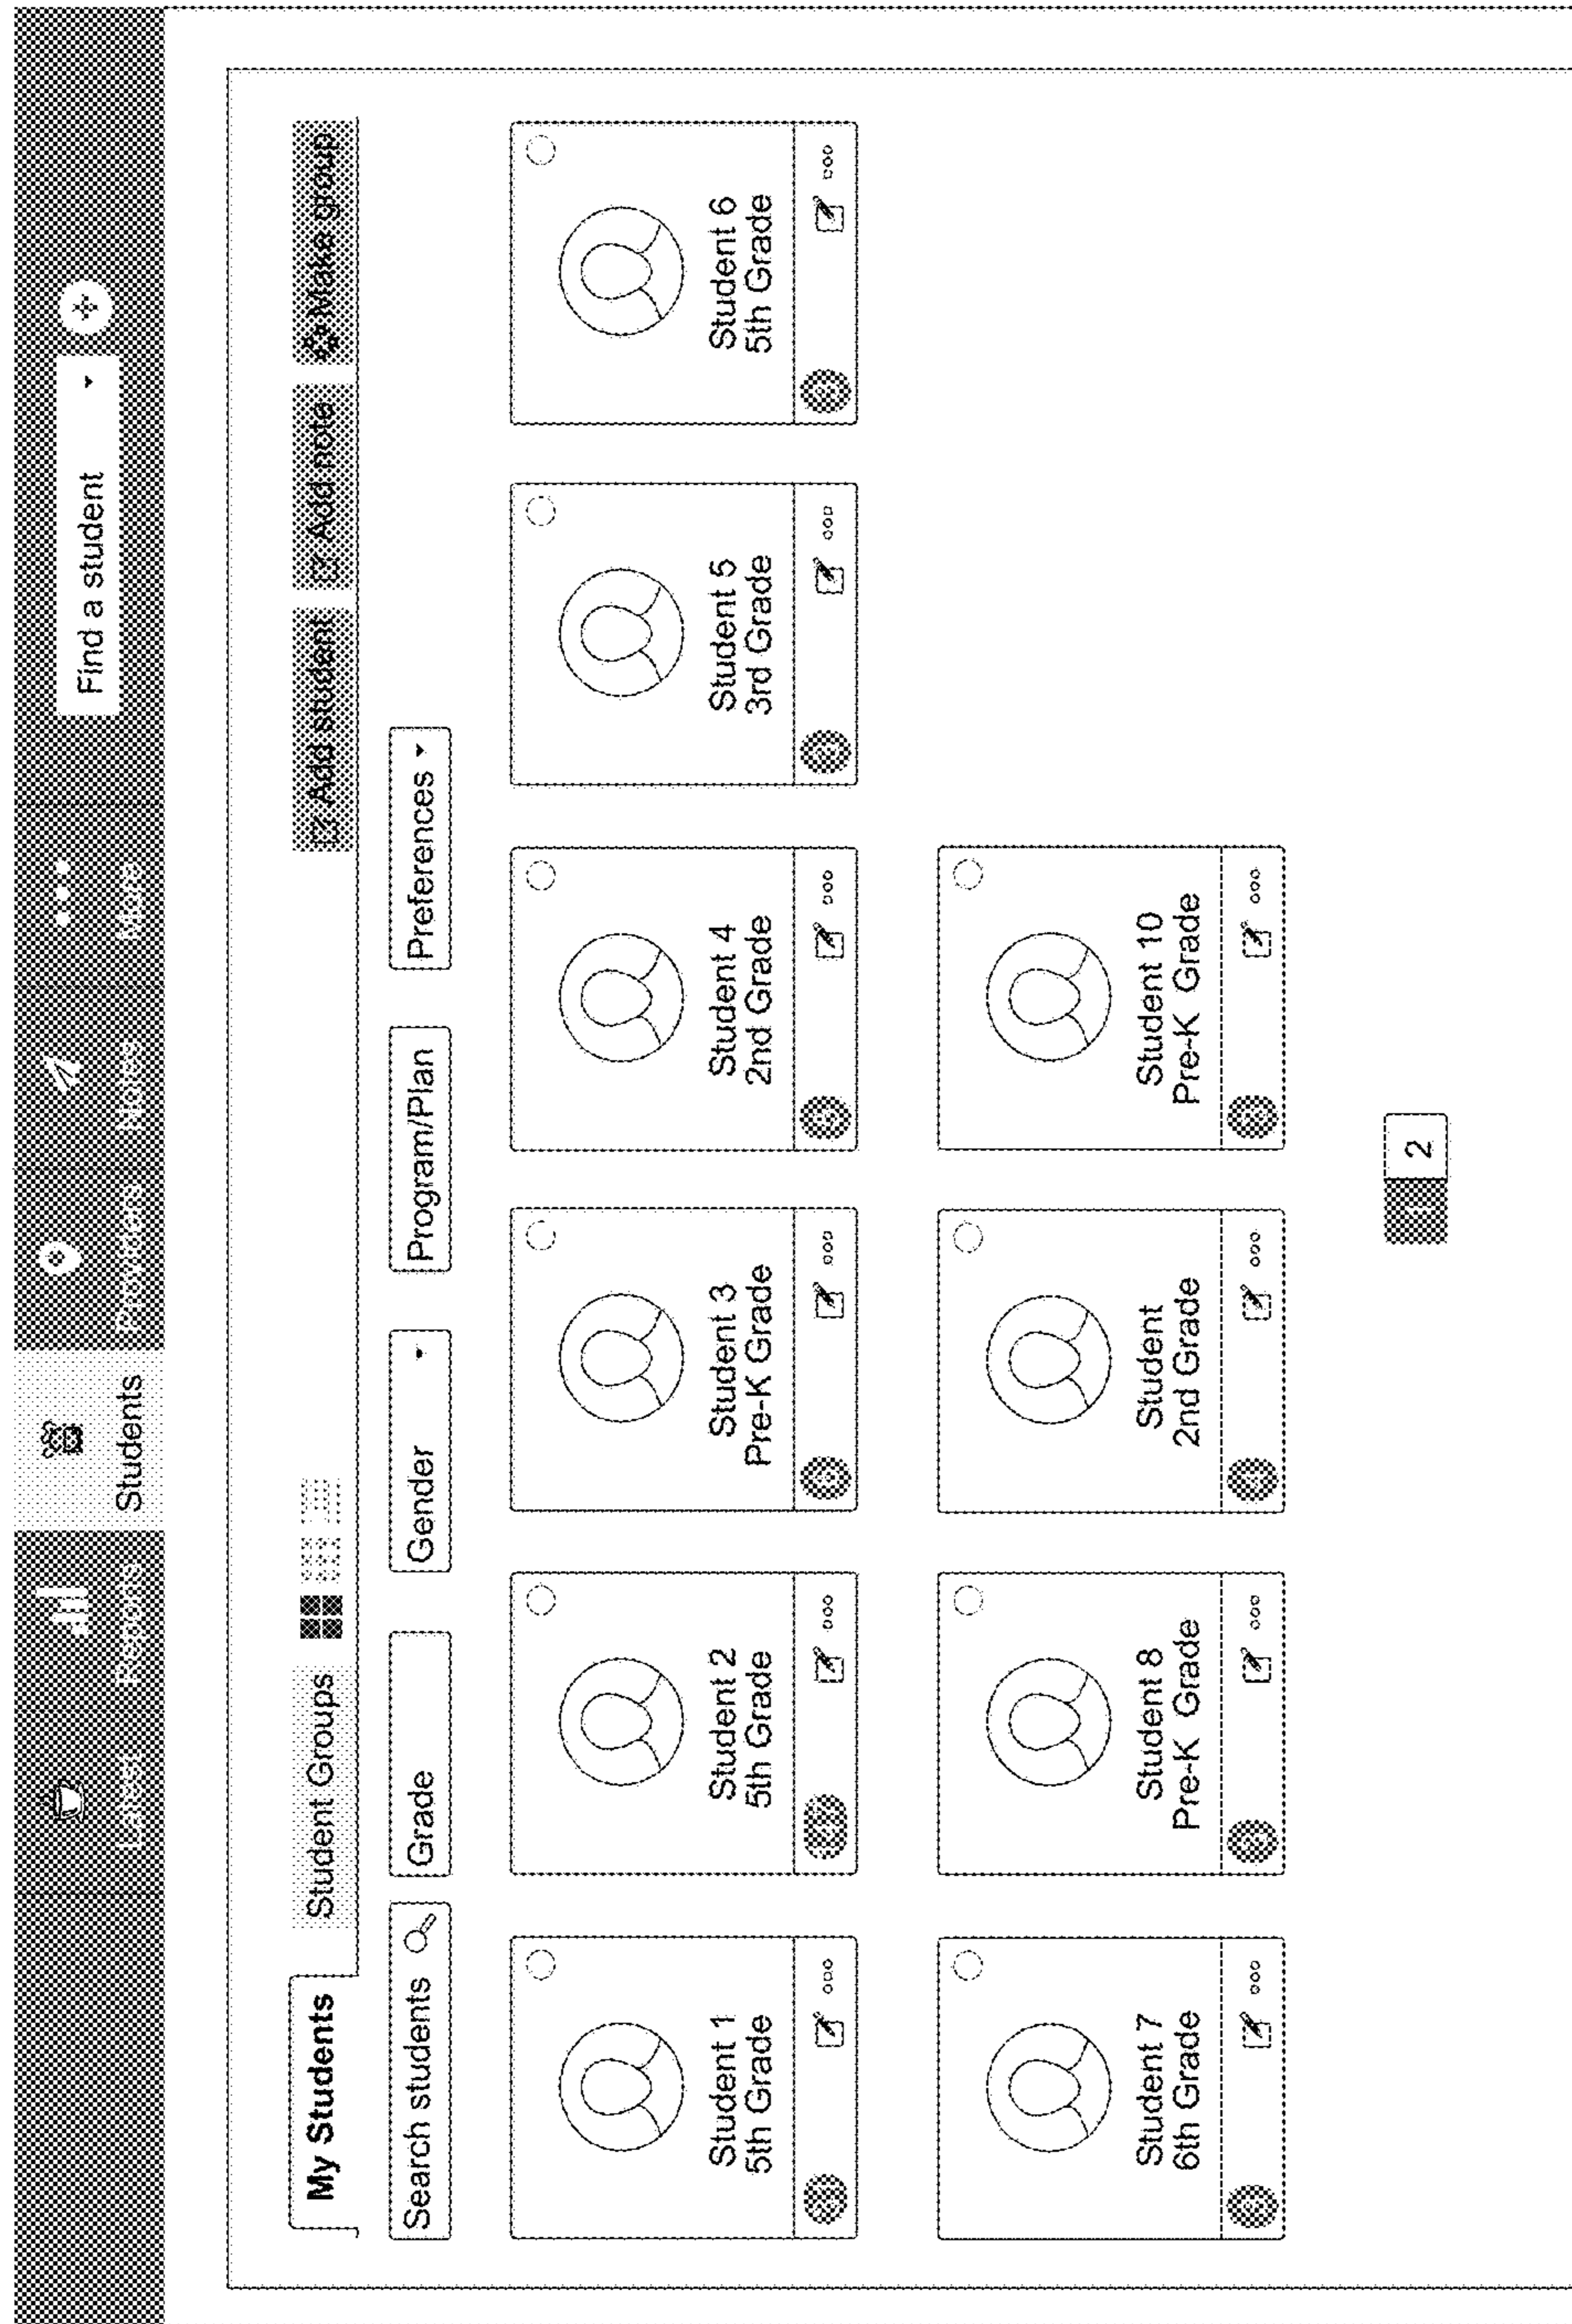 Find a student
Latest Reports Students Providers Notes More
My Students Student Groups Add student Add note Make group
Search students Grade Gender Program/Plan Preferences
Student 1
5th Grade
Student 2
5th Grade
Student 3
Pre-K Grade
Student 4
2nd Grade
Student 5
3rd Grade
Student 6
5th Grade
Student 7
6th Grade
Student 8
Pre-K Grade
Student
2nd Grade
Student 10
Pre-K Grade
2